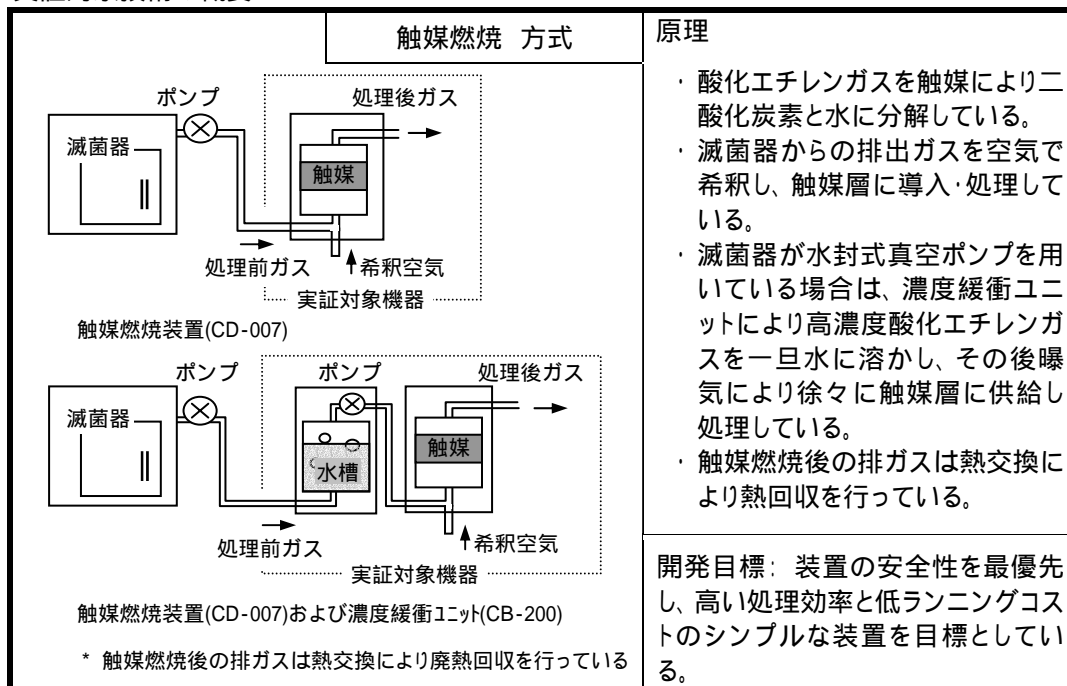 触媒燃焼 方式
ポンプ
処理後ガス
滅菌器
触媒
処理前ガス
希釈空気
実証対象機器
触媒燃焼装置(CD-007)
ポンプ
ポンプ
処理後ガス
滅菌器
水槽
触媒
処理前ガス
希釈空気
実証対象機器
触媒燃焼装置(CD-007)および濃度緩衝ﾕﾆｯﾄ(CB-200)
* 触媒燃焼後の排ガスは熱交換により廃熱回収を行っている
原理
・酸化エチレンガスを触媒により二
酸化炭素と水に分解している。
・滅菌器からの排出ガスを空気で
希釈し、触媒層に導入・処理して
いる。
・滅菌器が水封式真空ポンプを用
いている場合は、濃度緩衝ユニ
ットにより高濃度酸化エチレンガ
スを一旦水に溶かし、その後曝
気により徐々に触媒層に供給し
処理している。
・触媒燃焼後の排ガスは熱交換に
より熱回収を行っている。
開発目標: 装置の安全性を最優先
し、高い処理効率と低ランニングコス
トのシンプルな装置を目標としてい
る。